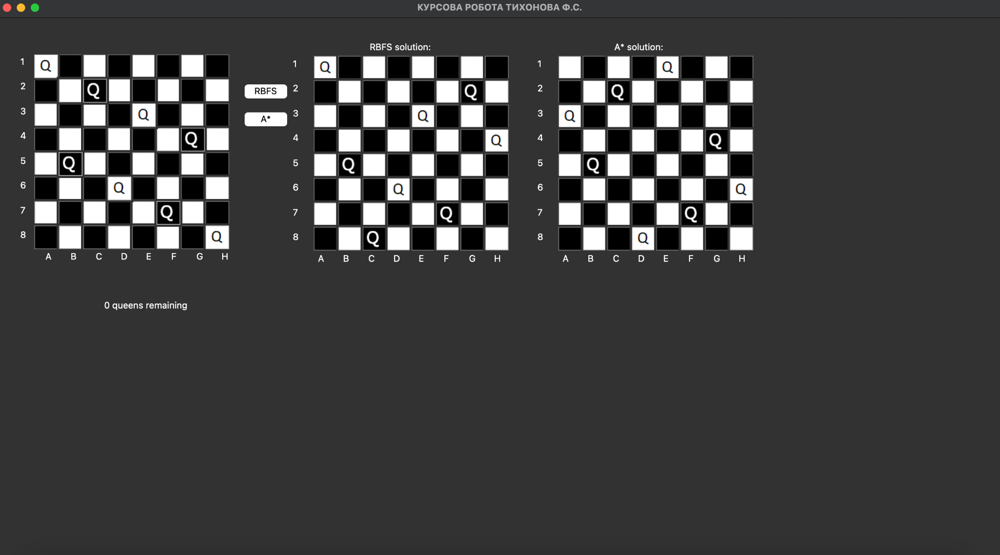 КУРСОВА РОБОТА ТИХОНОВА Ф.С.
1 Q
2 Q
3 Q
4 Q
5 Q
6 Q
7 Q
8 Q
A B C D E F G H
0 queens remaining
RBFS
A*
RBFS solution:
1 Q
2 Q
3 Q
4 Q
5 Q
6 Q
7 Q
8 Q
A B C D E F G H
A* solution:
1 Q
2 Q
3 Q
4 Q
5 Q
6 Q
7 Q
8 Q
A B C D E F G H